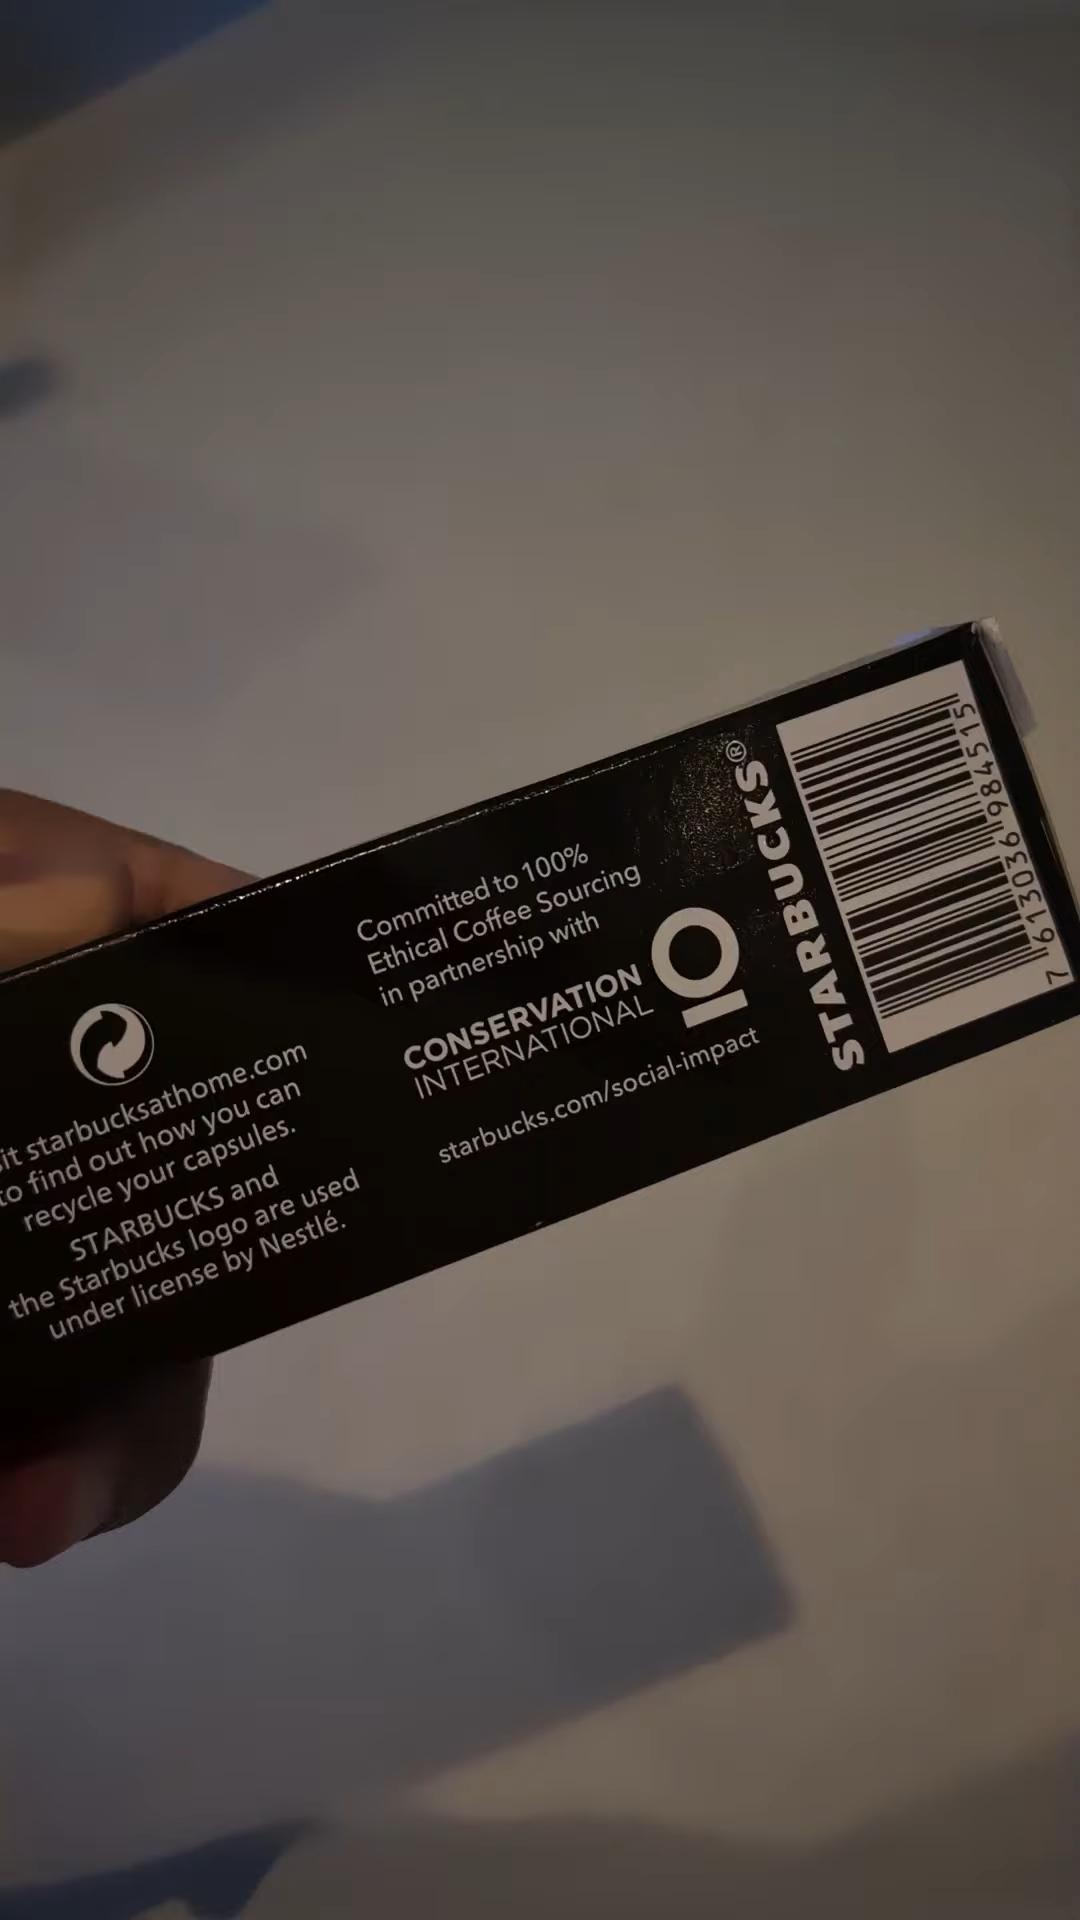 starbucksathome.com
to find out how you can
recycle your capsules.
STARBUCKS and
the Starbucks logo are used
under license by Nestlé.
Committed to 100%
Ethical Coffee Sourcing
in partnership with
CONSERVATION
INTERNATIONAL
starbucks.com/social-impact
STARBUCKS®
7 613036 984515